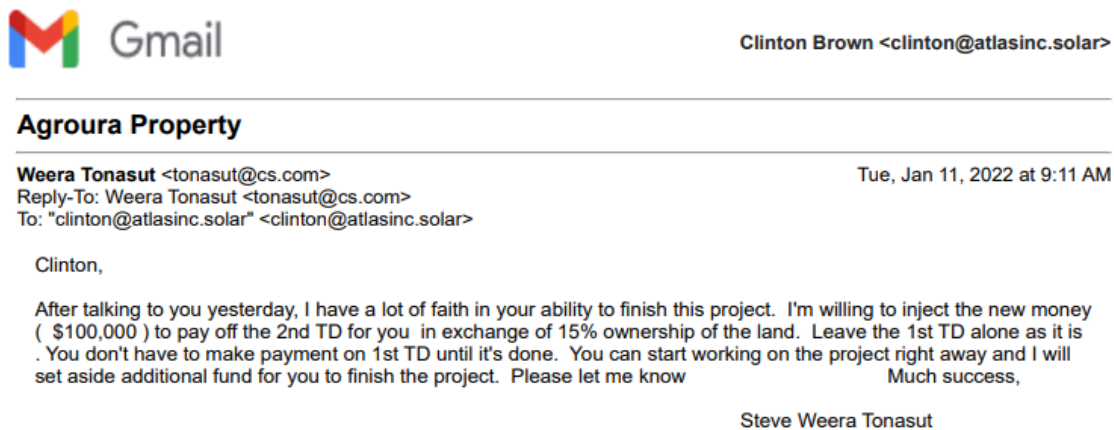 Gmail
Clinton Brown <clinton@atlasinc.solar>
Agroura Property
Weera Tonasut <tonasut@cs.com>
Tue, Jan 11, 2022 at 9:11 AM
Reply-To: Weera Tonasut <tonasut@cs.com>
To: "clinton@atlasinc.solar" <clinton@atlasinc.solar>
Clinton,
After talking to you yesterday, I have a lot of faith in your ability to finish this project.  I'm willing to inject the new money
(  $100,000 ) to pay off the 2nd TD for you  in exchange of 15% ownership of the land.  Leave the 1st TD alone as it is
. You don't have to make payment on 1st TD until it's done.  You can start working on the project right away and I will
set aside additional fund for you to finish the project.  Please let me know                    Much success,
Steve Weera Tonasut